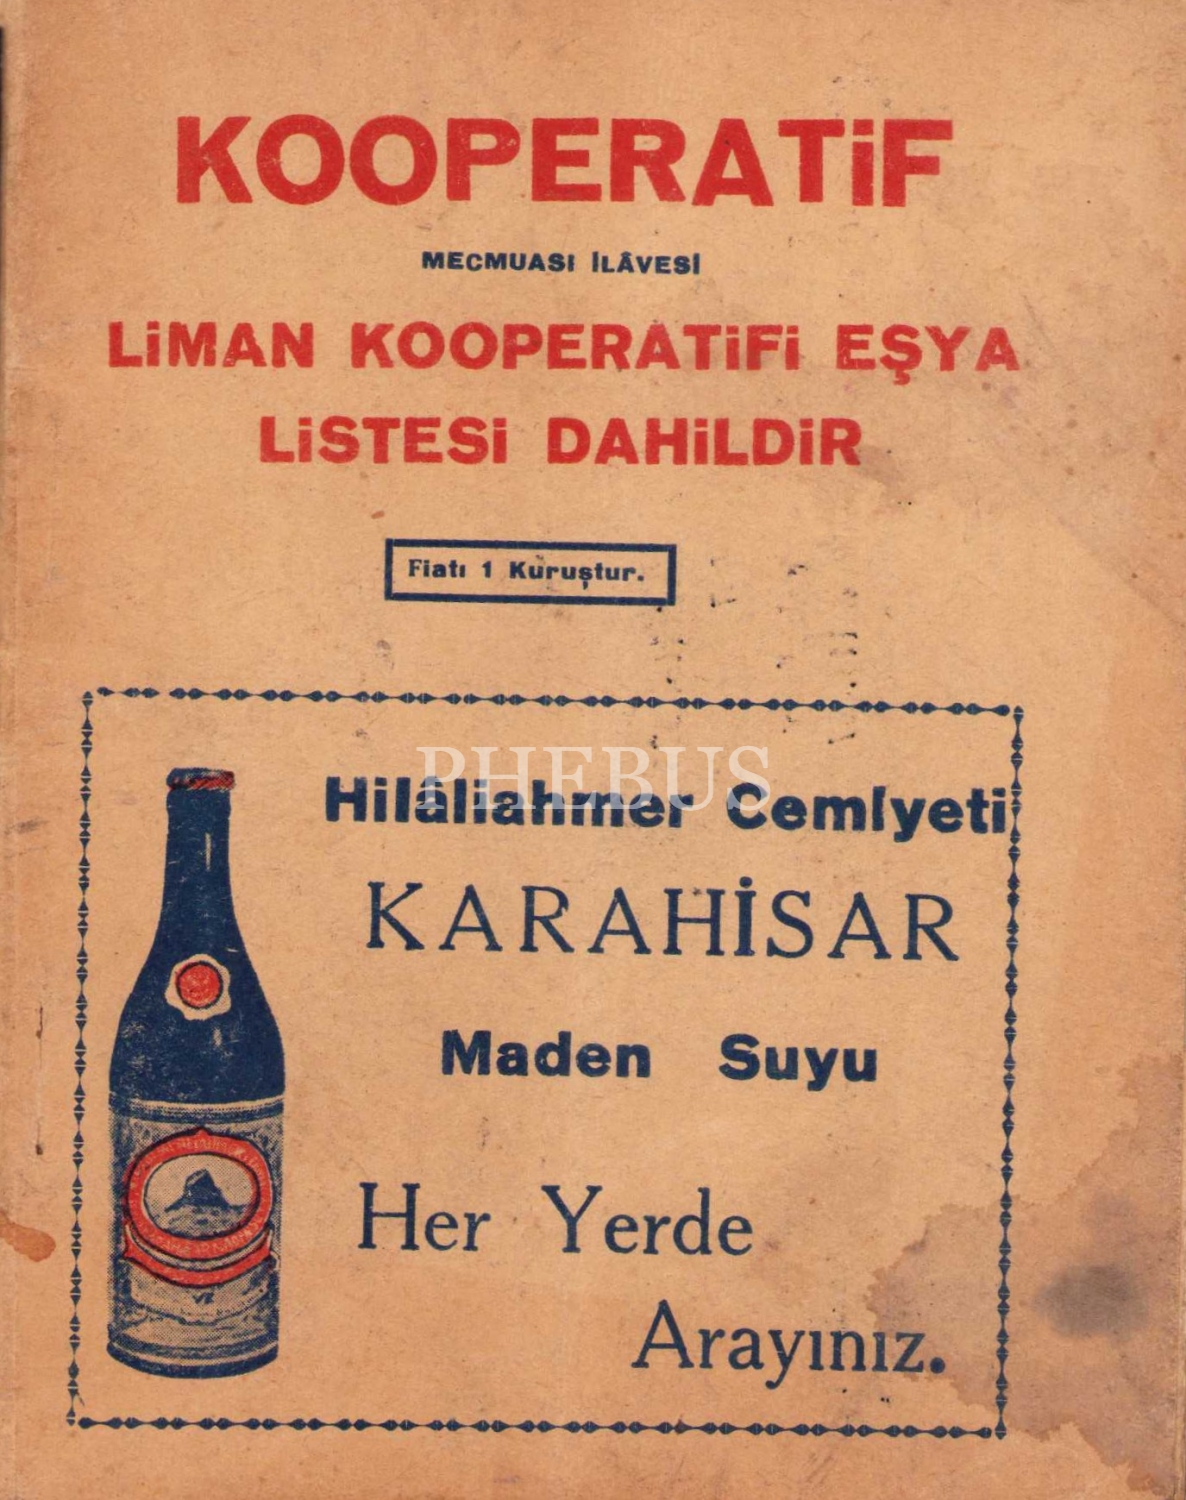 KOOPERATiF
MECMUASI İLÂVESİ
LiMAN KOOPERATiFi EŞYA
LiSTESi DAHiLDiR
Fiatı 1 Kuruştur.
PHEBUS
Hilâliahmer Cemiyeti
KARAHİSAR
Maden Suyu
Her Yerde
Arayınız.